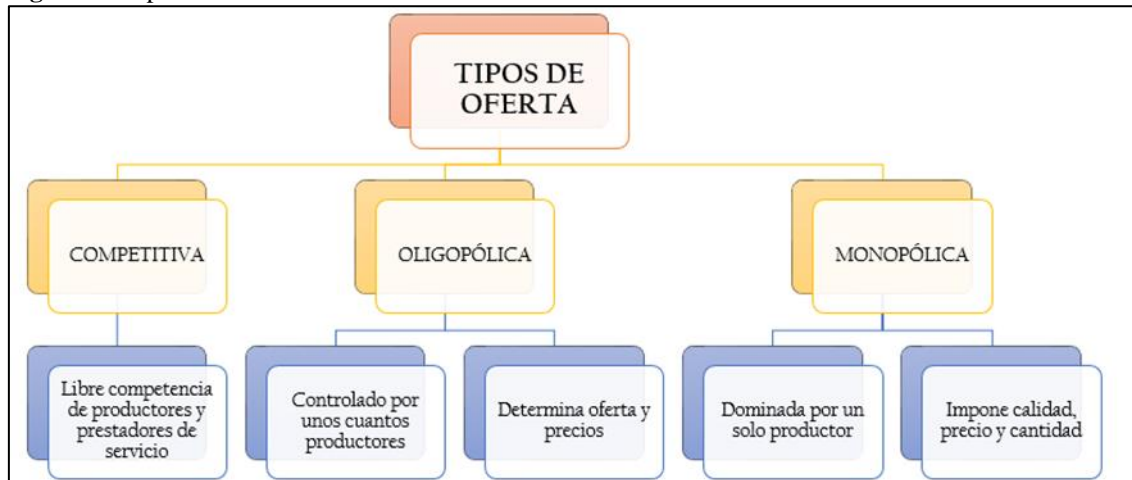 TIPOS DE
OFERTA
COMPETITIVA
OLIGOPÓLICA
MONOPÓLICA
Libre competencia
de productores y
prestadores de
servicio
Controlado por
unos cuantos
productores
Determina oferta y
precios
Dominada por un
solo productor
Impone calidad,
precio y cantidad